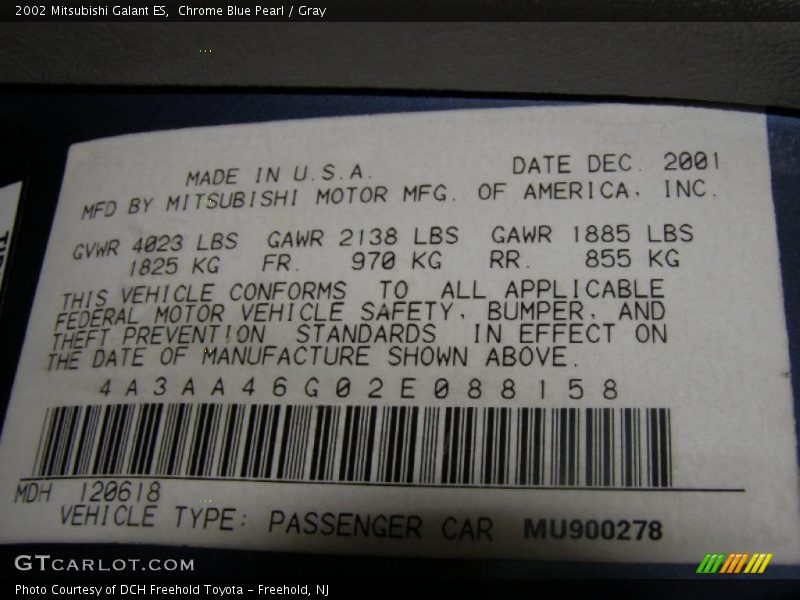 2002 Mitsubishi Galant ES,  Chrome Blue Pearl / Gray
MADE IN U.S.A. DATE DEC. 2001
MFD BY MITSUBISHI MOTOR MFG. OF AMERICA, INC.
GVWR 4023 LBS GAWR 2138 LBS GAWR 1885 LBS
1825 KG FR. 970 KG RR. 855 KG
THIS VEHICLE CONFORMS TO ALL APPLICABLE
FEDERAL MOTOR VEHICLE SAFETY, BUMPER, AND
THEFT PREVENTION STANDARDS IN EFFECT ON
THE DATE OF MANUFACTURE SHOWN ABOVE.
4A3AA46G02E088158
MDH 120618
VEHICLE TYPE: PASSENGER CAR MU900278
GTCARLOT.COM
Photo Courtesy of DCH Freehold Toyota - Freehold, NJ